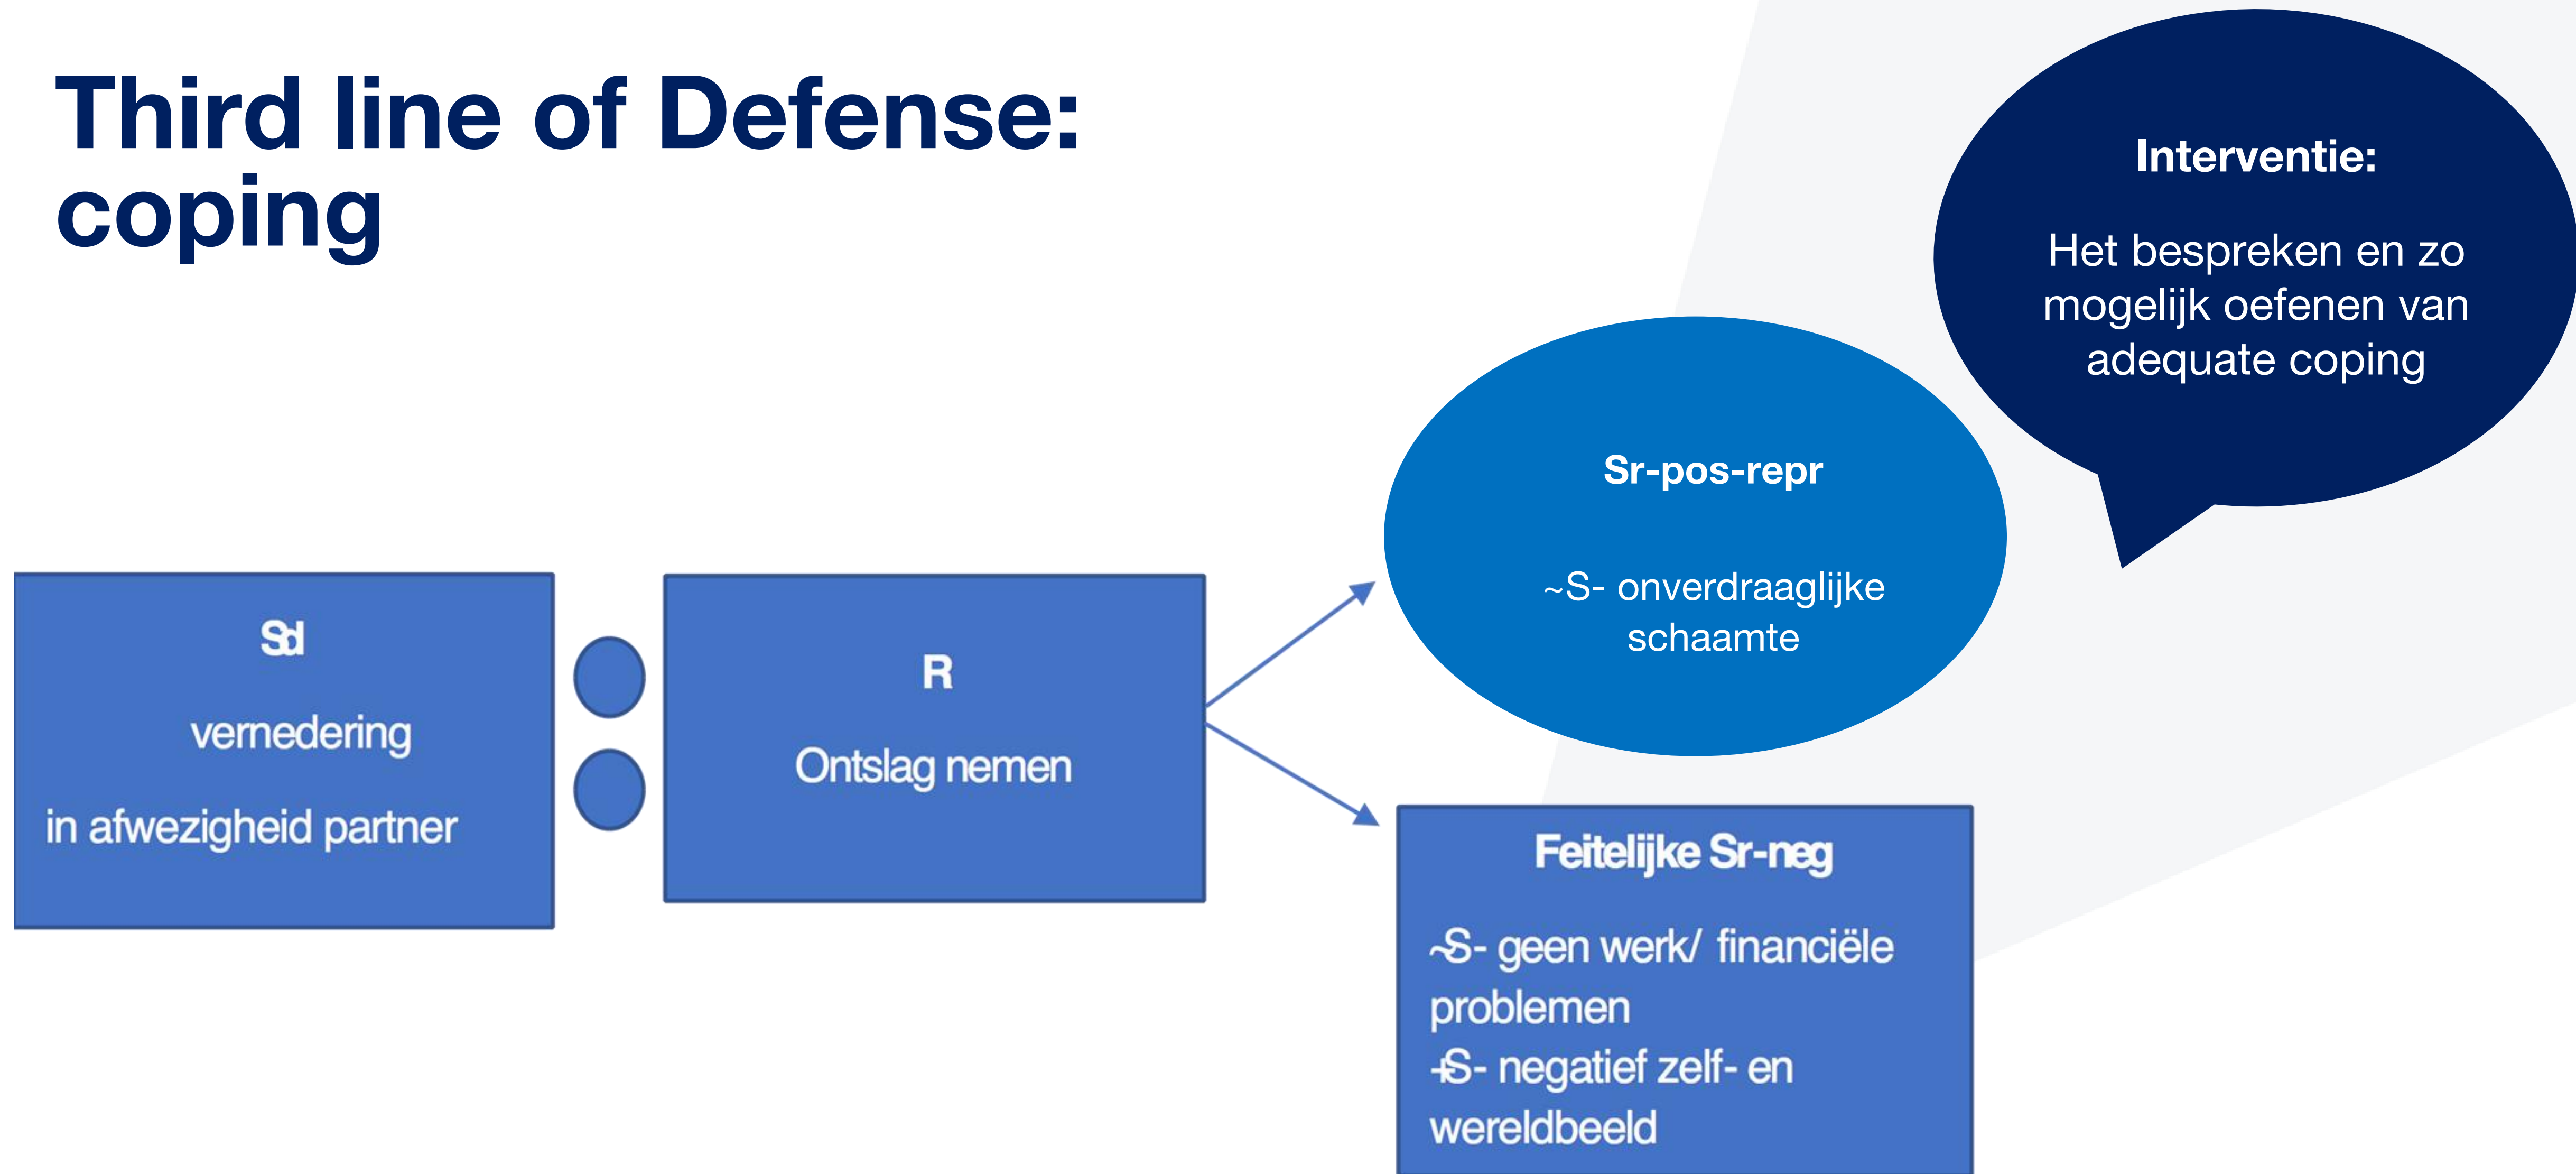 Third line of Defense:
coping
Interventie:
Het bespreken en zo
mogelijk oefenen van
adequate coping
Sr-pos-repr
~S- onverdraaglijke
schaamte
Sd
vernedering
in afwezigheid partner
R
Ontslag nemen
Feitelijke Sr-neg
~S- geen werk/ financiële
problemen
+S- negatief zelf- en
wereldbeeld